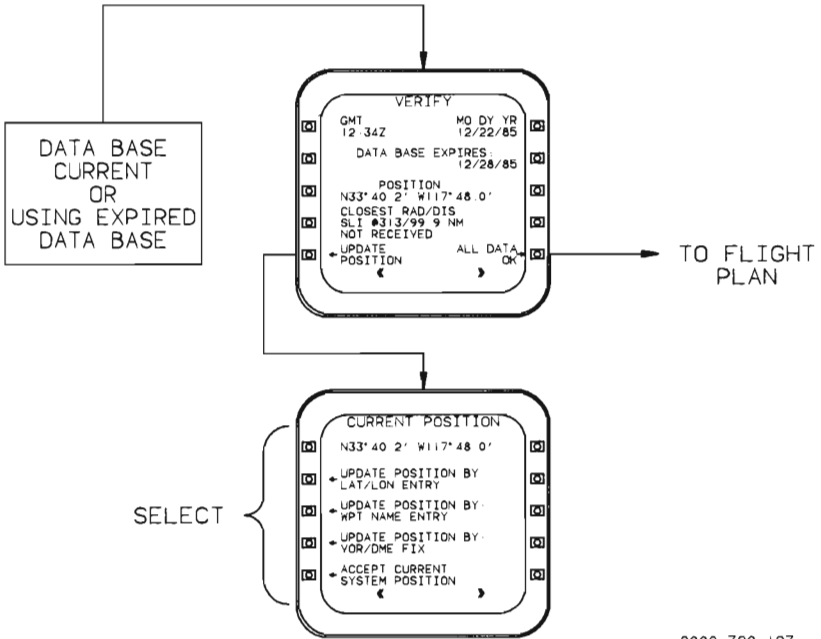 DATA BASE
CURRENT
OR
USING EXPIRED
DATA BASE
VERIFY
GMT MO DY YR
12:34Z 12/22/85
DATA BASE EXPIRES:
12/28/85
POSITION
N33°40 2' W117°48.0'
CLOSEST RAD/DIS
SLI @313/99 9 NM
NOT RECEIVED
UPDATE ALL DATA
POSITION OK
TO FLIGHT
PLAN
CURRENT POSITION
N33°40 2' W117°48 0'
UPDATE POSITION BY
LAT/LON ENTRY
UPDATE POSITION BY:
WPT NAME ENTRY
UPDATE POSITION BY:
VOR/DME FIX
ACCEPT CURRENT
SYSTEM POSITION
SELECT